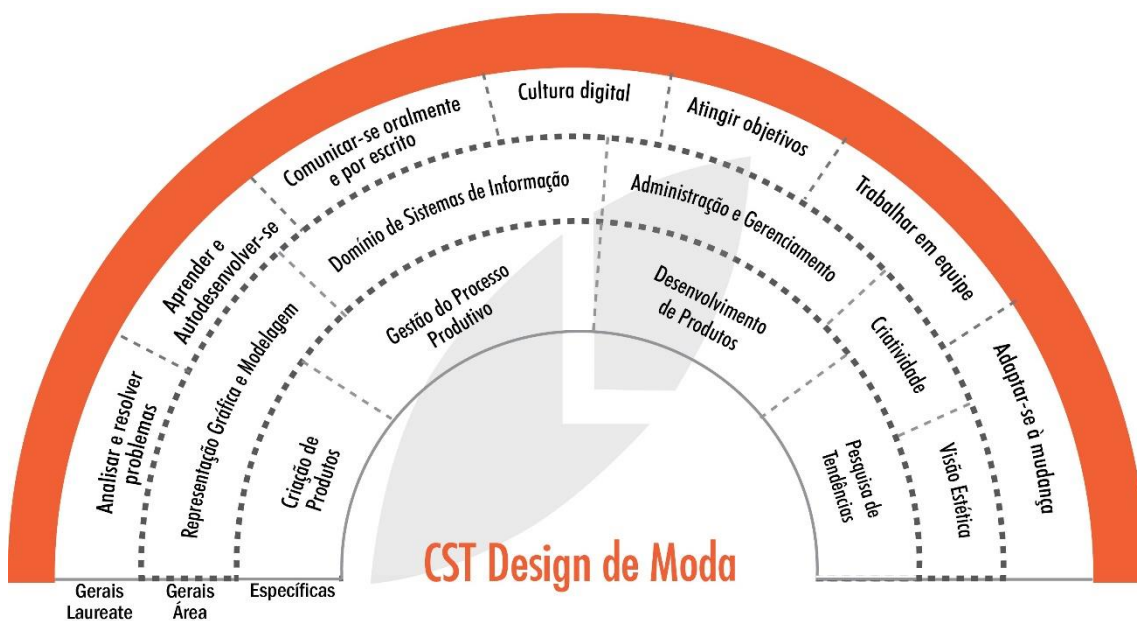 Analisar e resolver
problemas
Aprender e
Autodesenvolver-se
Comunicar-se oralmente
e por escrito
Cultura digital
Atingir objetivos
Trabalhar em equipe
Adaptar-se à mudança
Representação Gráfica e Modelagem
Domínio de Sistemas de Informação
Administração e Gerenciamento
Criatividade
Visão Estética
Criação de
Produtos
Gestão do Processo
Produtivo
Desenvolvimento
de Produtos
Pesquisa de
Tendências
CST Design de Moda
Gerais
Laureate
Gerais
Área
Específicas